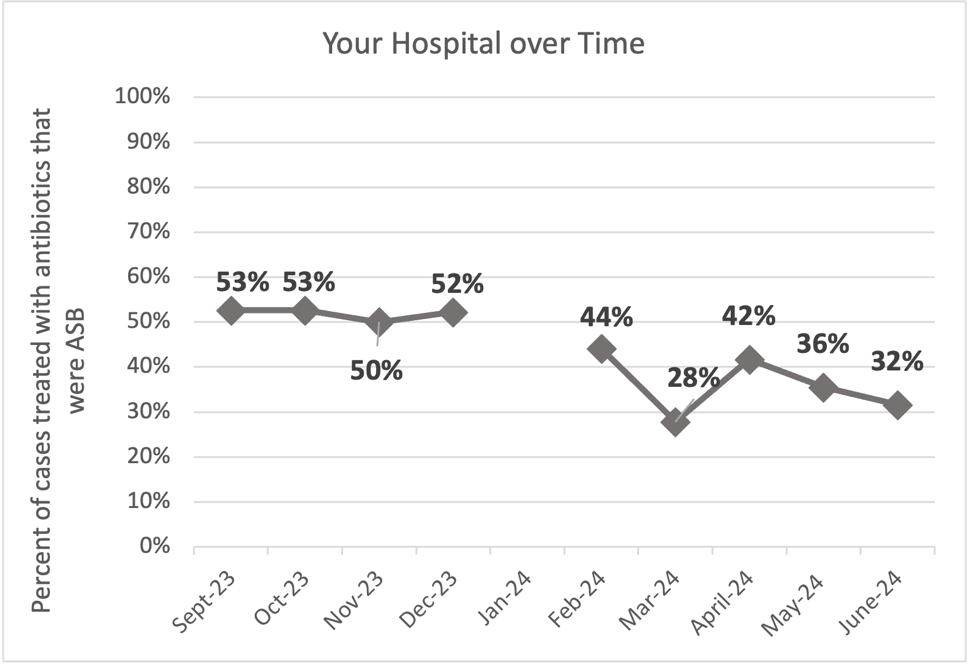 Your Hospital over Time
Percent of cases treated with antibiotics that
were ASB
100%
90%
80%
70%
60%
50%
40%
30%
20%
10%
0%
53%
53%
50%
52%
44%
28%
42%
36%
32%
Sept-23
Oct-23
Nov-23
Dec-23
Jan-24
Feb-24
Mar-24
April-24
May-24
June-24